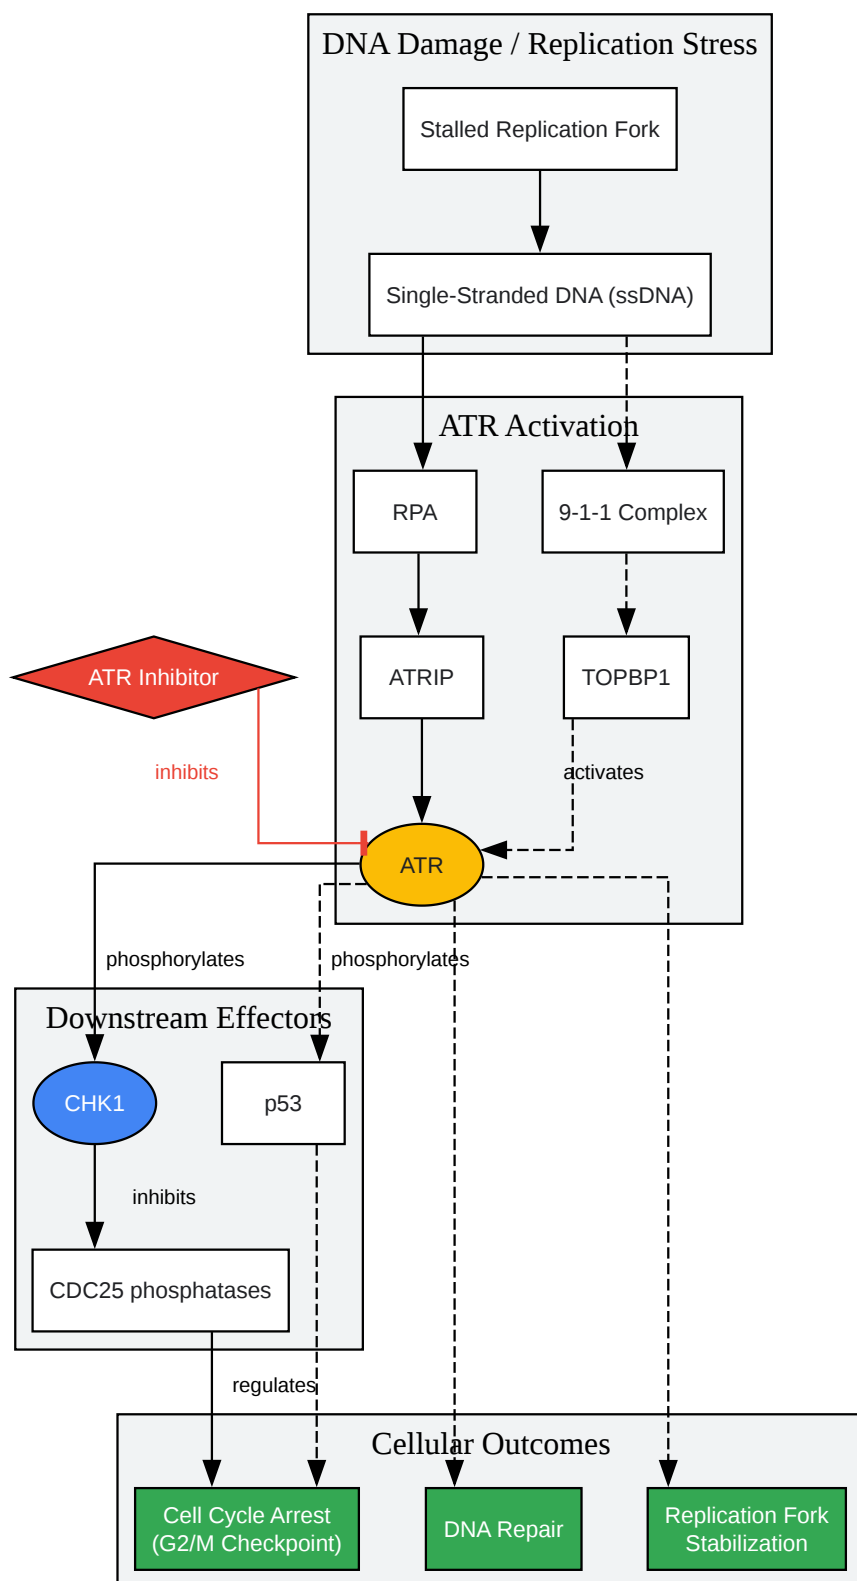 DNA Damage / Replication Stress
Stalled Replication Fork
Single-Stranded DNA (ssDNA)
ATR Activation
RPA
9-1-1 Complex
ATR Inhibitor
ATRIP
TOPBP1
inhibits
activates
ATR
phosphorylates
phosphorylates
Downstream Effectors
CHK1
p53
inhibits
CDC25 phosphatases
regulates
Cellular Outcomes
Cell Cycle Arrest
(G2/M Checkpoint)
DNA Repair
Replication Fork
Stabilization